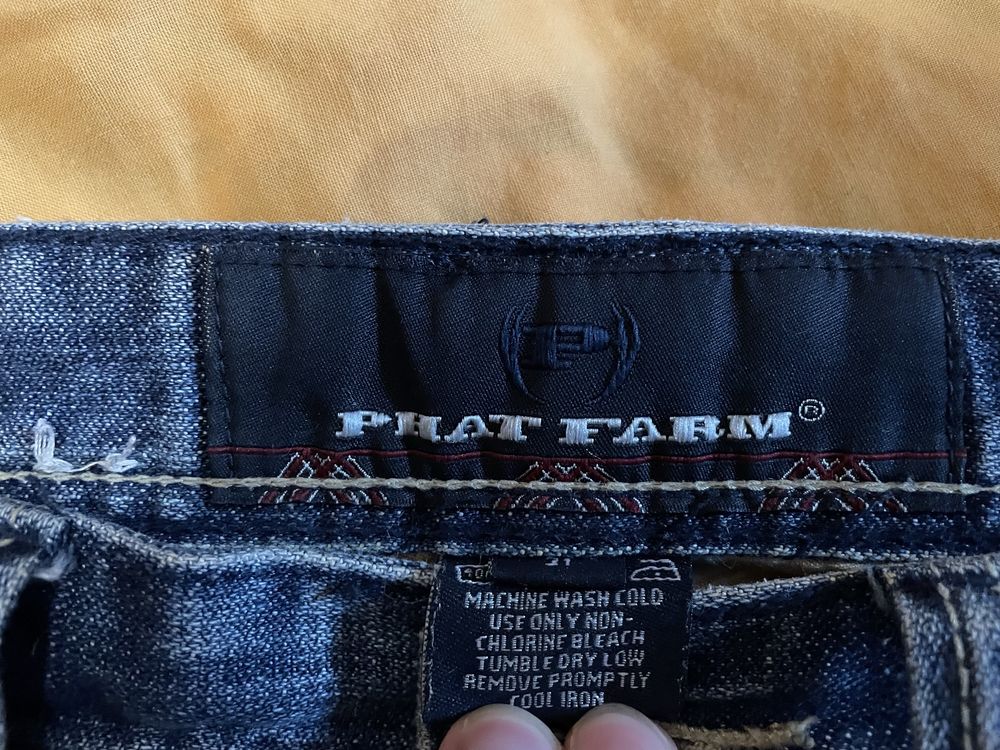 PHAT FARM®
MACHINE WASH COLD
USE ONLY NON-
CHLORINE BLEACH
TUMBLE DRY LOW
REMOVE PROMPTLY
COOL IRON